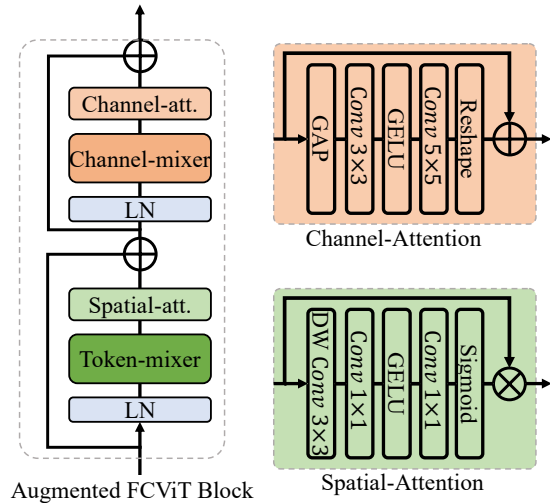 Channel-att.
Channel-mixer
LN
Spatial-att.
Token-mixer
LN
Augmented FCViT Block
GAP
Conv 3×3
GELU
Conv 5×5
Reshape
Channel-Attention
DW Conv 3×3
Conv 1×1
GELU
Conv 1×1
Sigmoid
Spatial-Attention